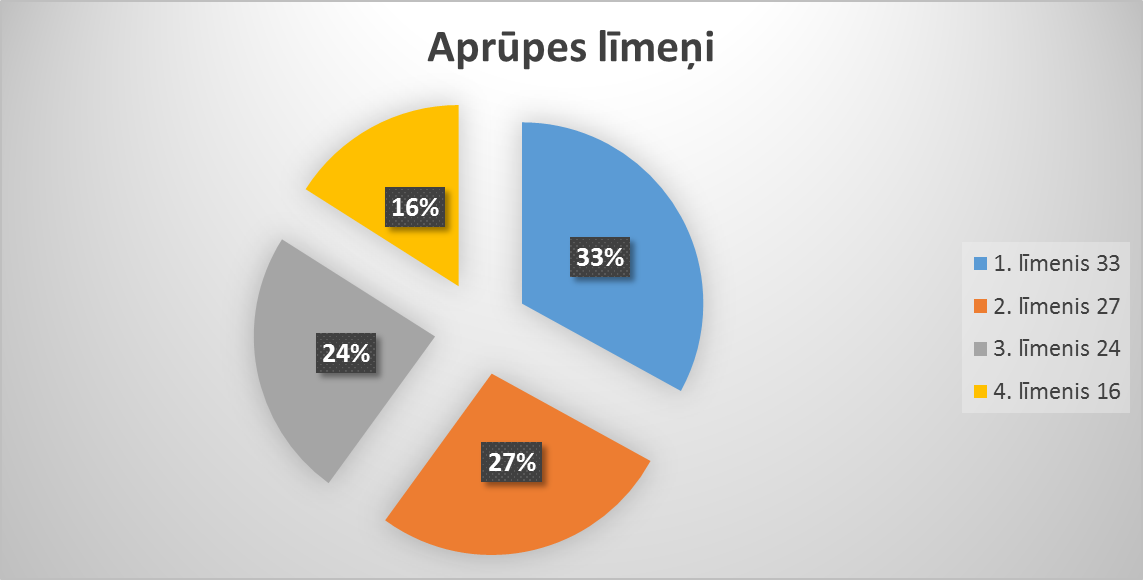 Aprūpes līmeņi
16%
33%
24%
27%
1. līmenis 33
2. līmenis 27
3. līmenis 24
4. līmenis 16